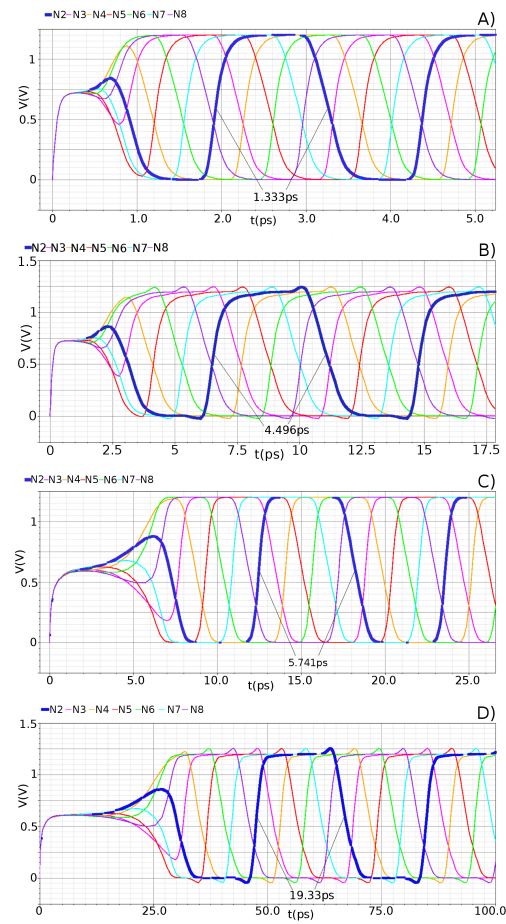 A)
N2 N3 N4 N5 N6 N7 N8
V(V)
1
0.5
0
1.333ps
0 1.0 2.0 3.0 4.0 5.0
t(ps)
B)
N2 N3 N4 N5 N6 N7 N8
V(V)
1.5
1
0.5
0
4.496ps
0 2.5 5 7.5 10 12.5 15 17.5
t(ps)
C)
N2 N3 N4 N5 N6 N7 N8
V(V)
1
0.5
0
5.741ps
0 5.0 10.0 15.0 20.0 25.0
t(ps)
D)
N2 N3 N4 N5 N6 N7 N8
V(V)
1
0.5
0
19.33ps
0 25.0 50.0 75.0 100.0
t(ps)